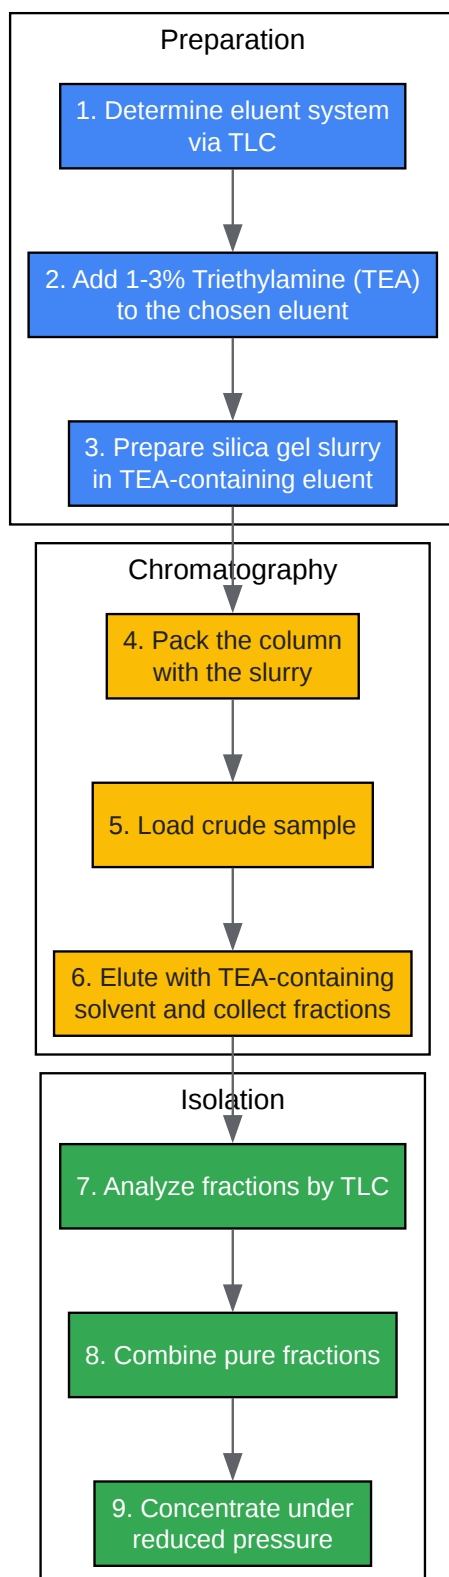 Preparation
1. Determine eluent system
via TLC
2. Add 1-3% Triethylamine (TEA)
to the chosen eluent
3. Prepare silica gel slurry
in TEA-containing eluent
Chromatography
4. Pack the column
with the slurry
5. Load crude sample
6. Elute with TEA-containing
solvent and collect fractions
Isolation
7. Analyze fractions by TLC
8. Combine pure fractions
9. Concentrate under
reduced pressure